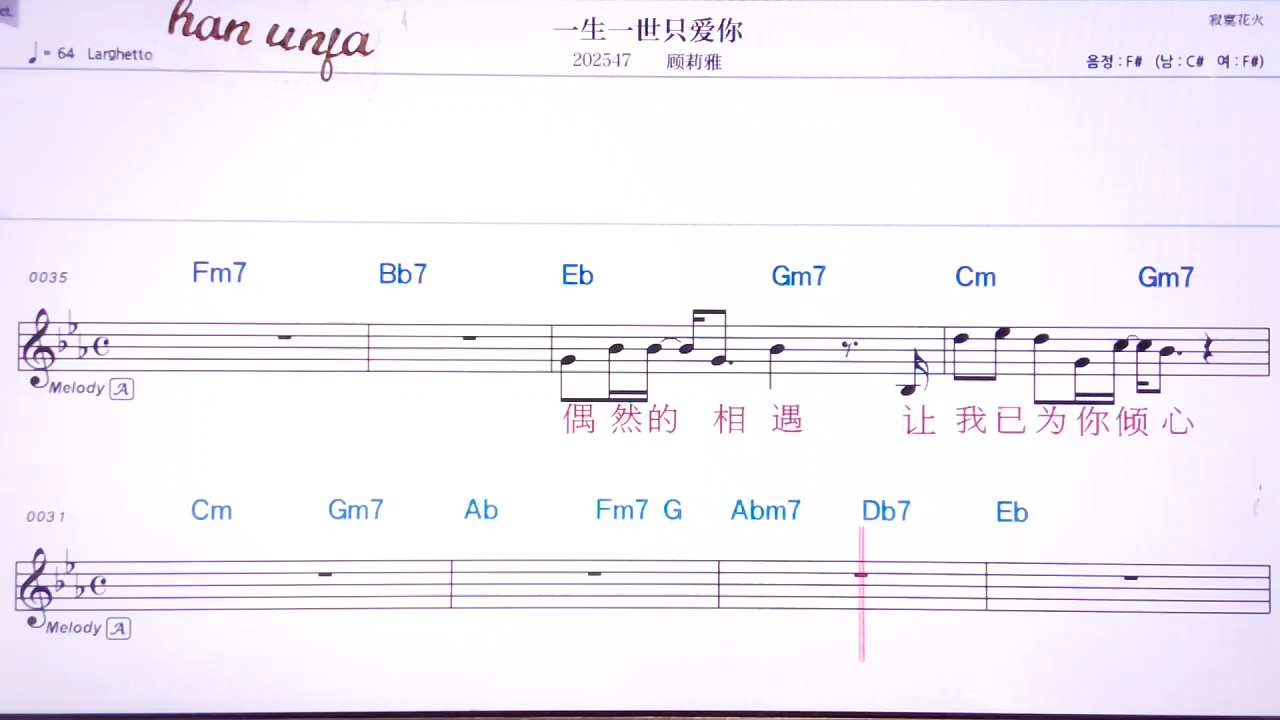 han unja
一生一世只爱你
寂寞花火
♩ = 64 Larghetto
202547 顾莉雅
음정 : F# (남 : C# 여 : F#)
0035 Fm7 Bb7 Eb Gm7 Cm Gm7
Melody A
偶然的相遇 让我已为你倾心
0031 Cm Gm7 Ab Fm7 G Abm7 Db7 Eb
Melody A